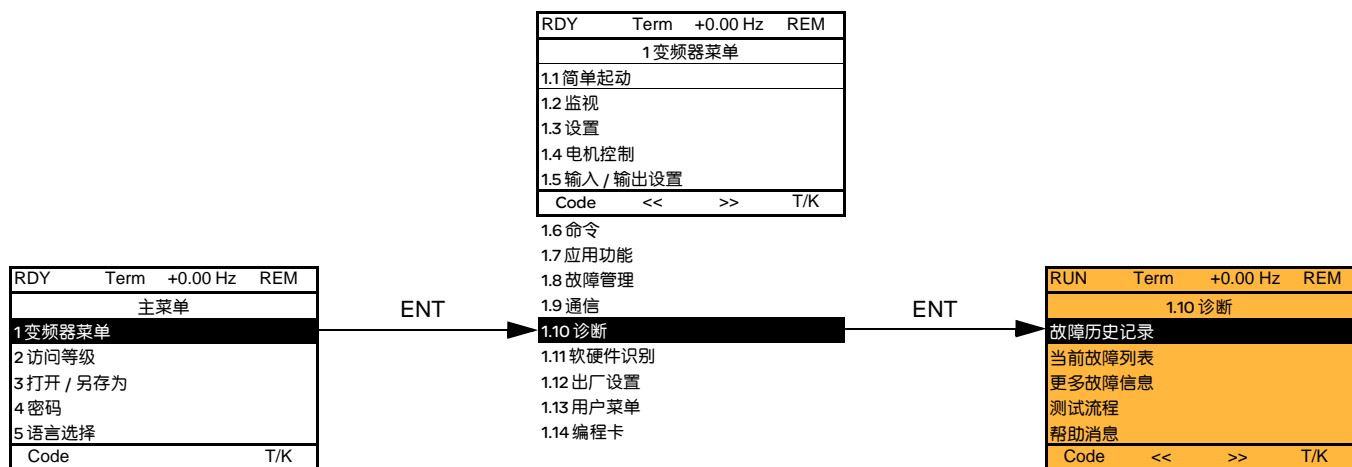 RDY Term +0.00 Hz REM
主菜单
1 变频器菜单
2 访问等级
3 打开 / 另存为
4 密码
5 语言选择
Code T/K
ENT
RDY Term +0.00 Hz REM
1 变频器菜单
1.1 简单起动
1.2 监视
1.3 设置
1.4 电机控制
1.5 输入 / 输出设置
Code << >> T/K
1.6 命令
1.7 应用功能
1.8 故障管理
1.9 通信
1.10 诊断
1.11 软硬件识别
1.12 出厂设置
1.13 用户菜单
1.14 编程卡
ENT
RUN Term +0.00 Hz REM
1.10 诊断
故障历史记录
当前故障列表
更多故障信息
测试流程
帮助消息
Code << >> T/K